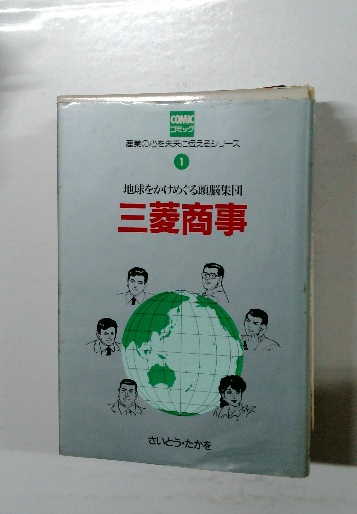 COMIC
コミック
産業の心を未来に伝えるシリーズ
1
地球をかけめぐる頭脳集団
三菱商事
さいとう・たかを